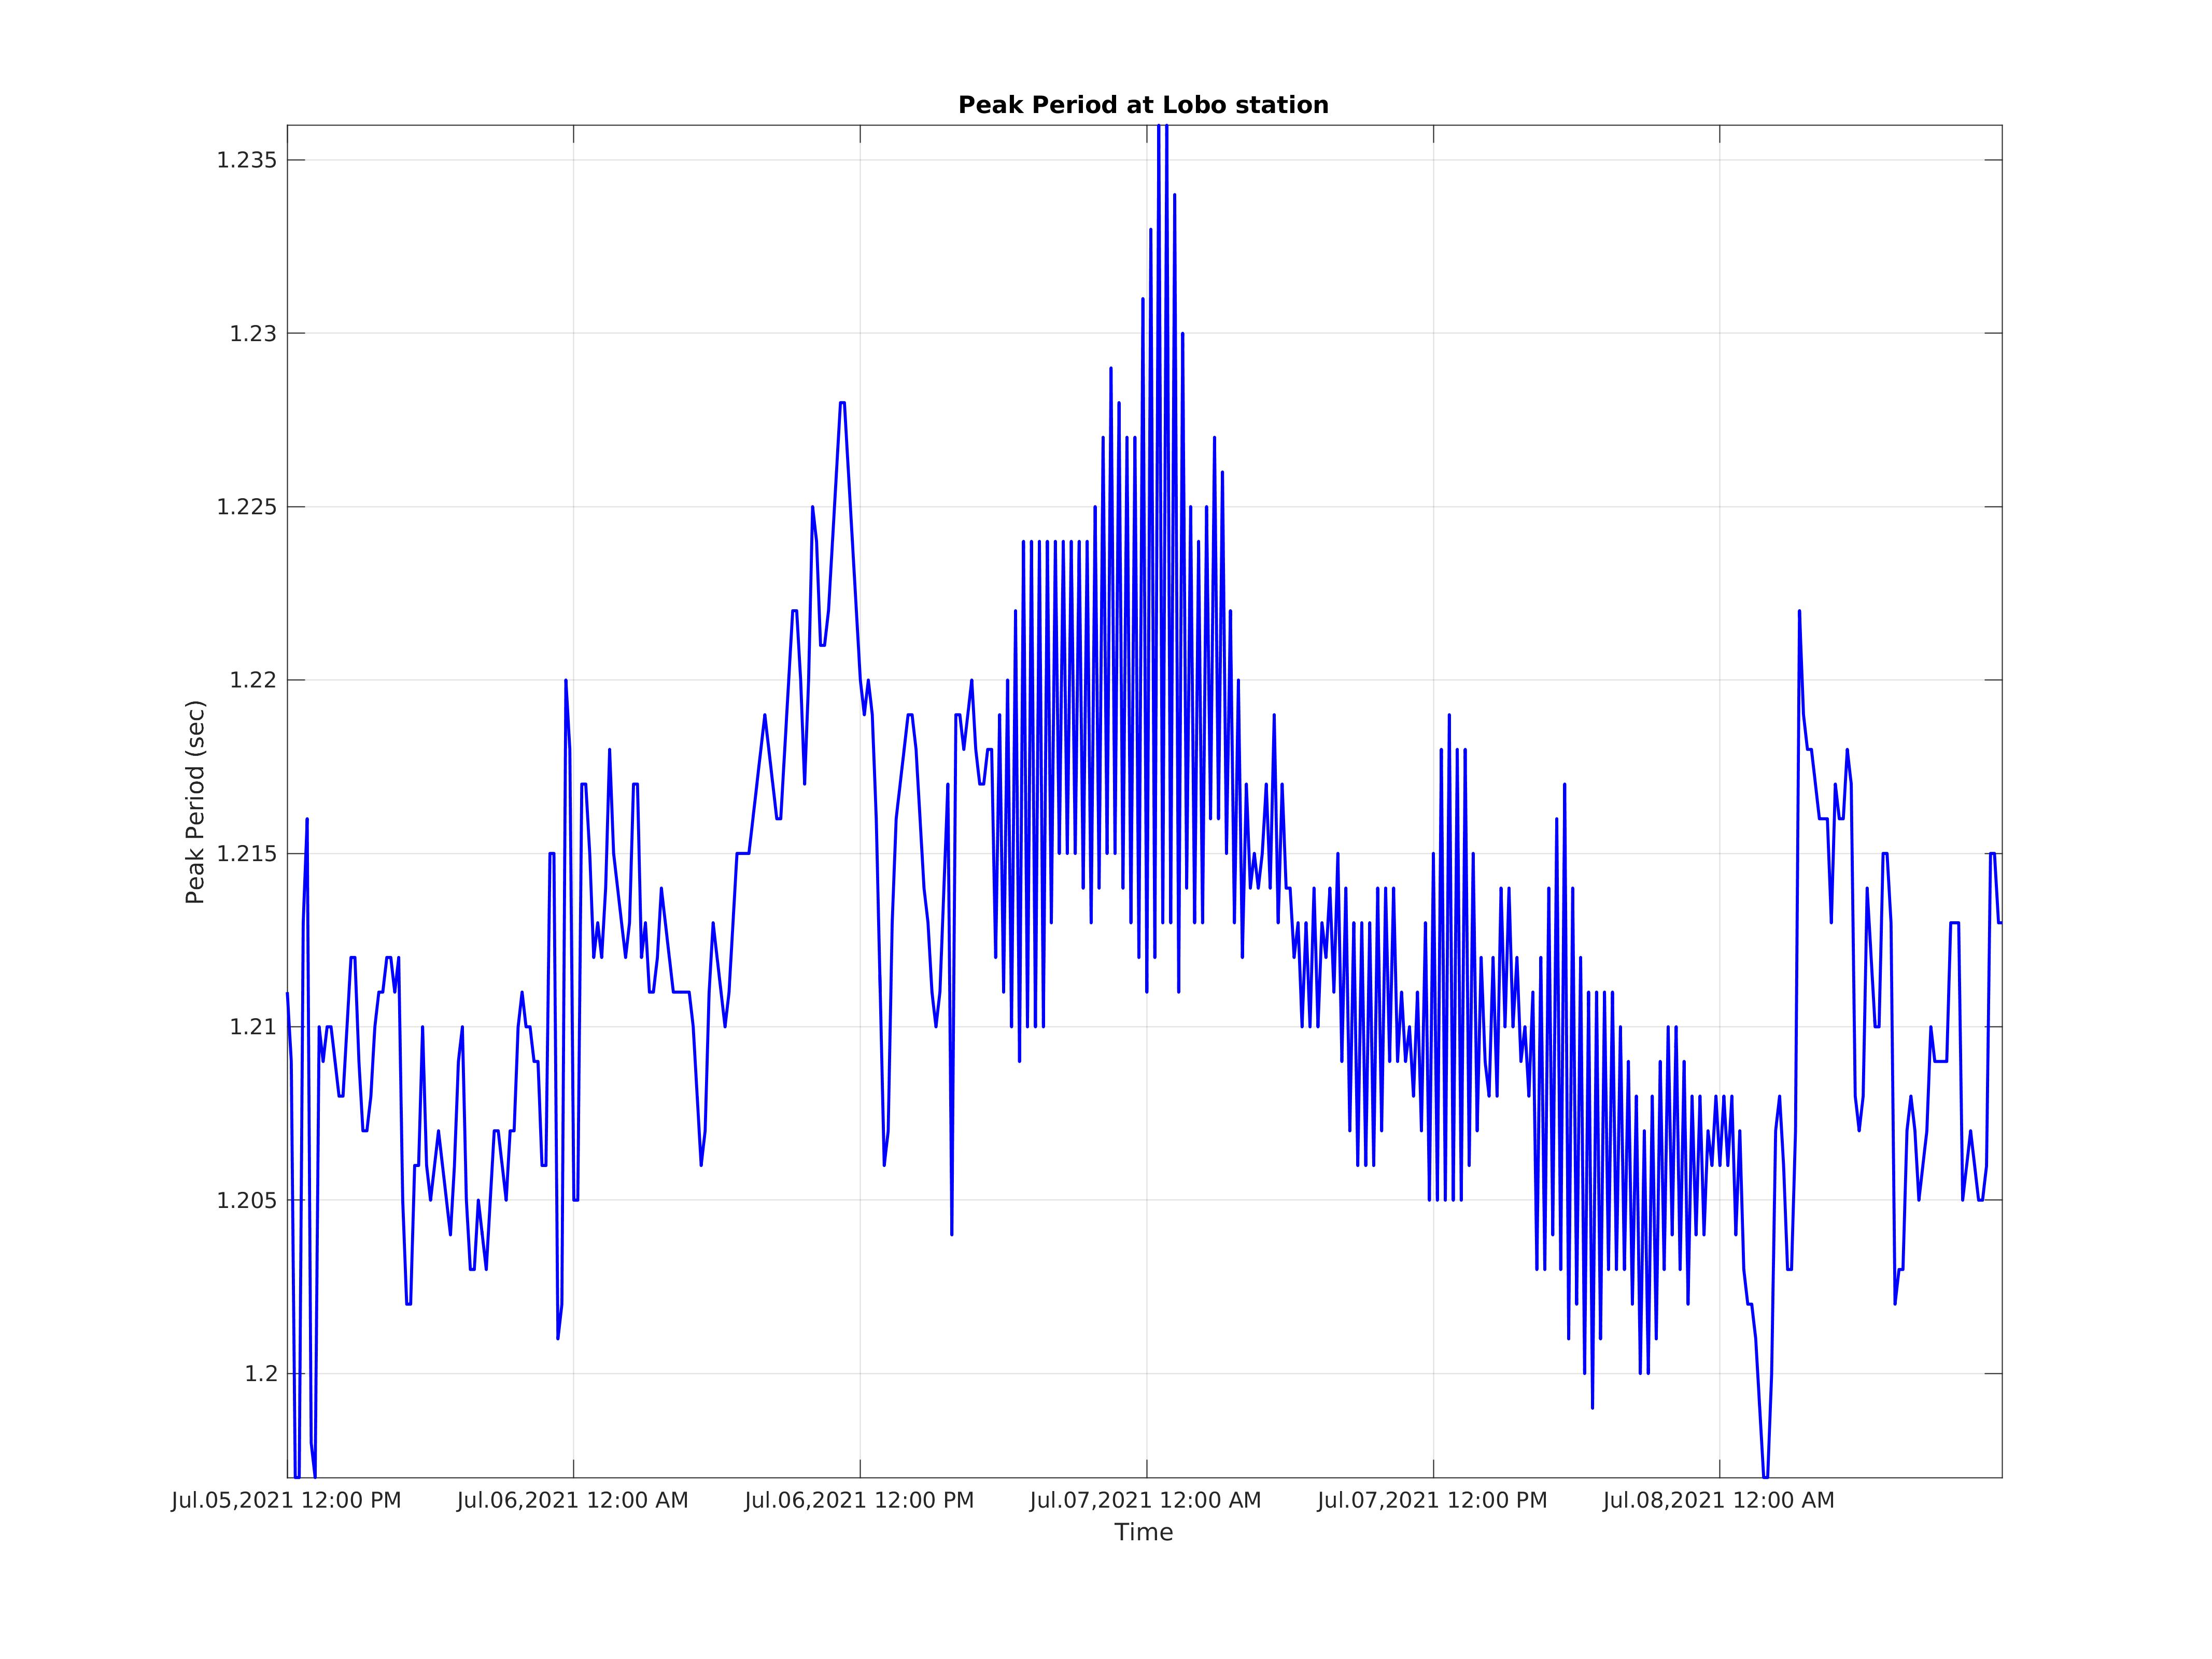 Peak Period at Lobo station
1.235
1.23
1.225
1.22
1.215
1.21
1.205
1.2
Peak Period (sec)
Jul.05,2021 12:00 PM Jul.06,2021 12:00 AM Jul.06,2021 12:00 PM Jul.07,2021 12:00 AM Jul.07,2021 12:00 PM Jul.08,2021 12:00 AM
Time